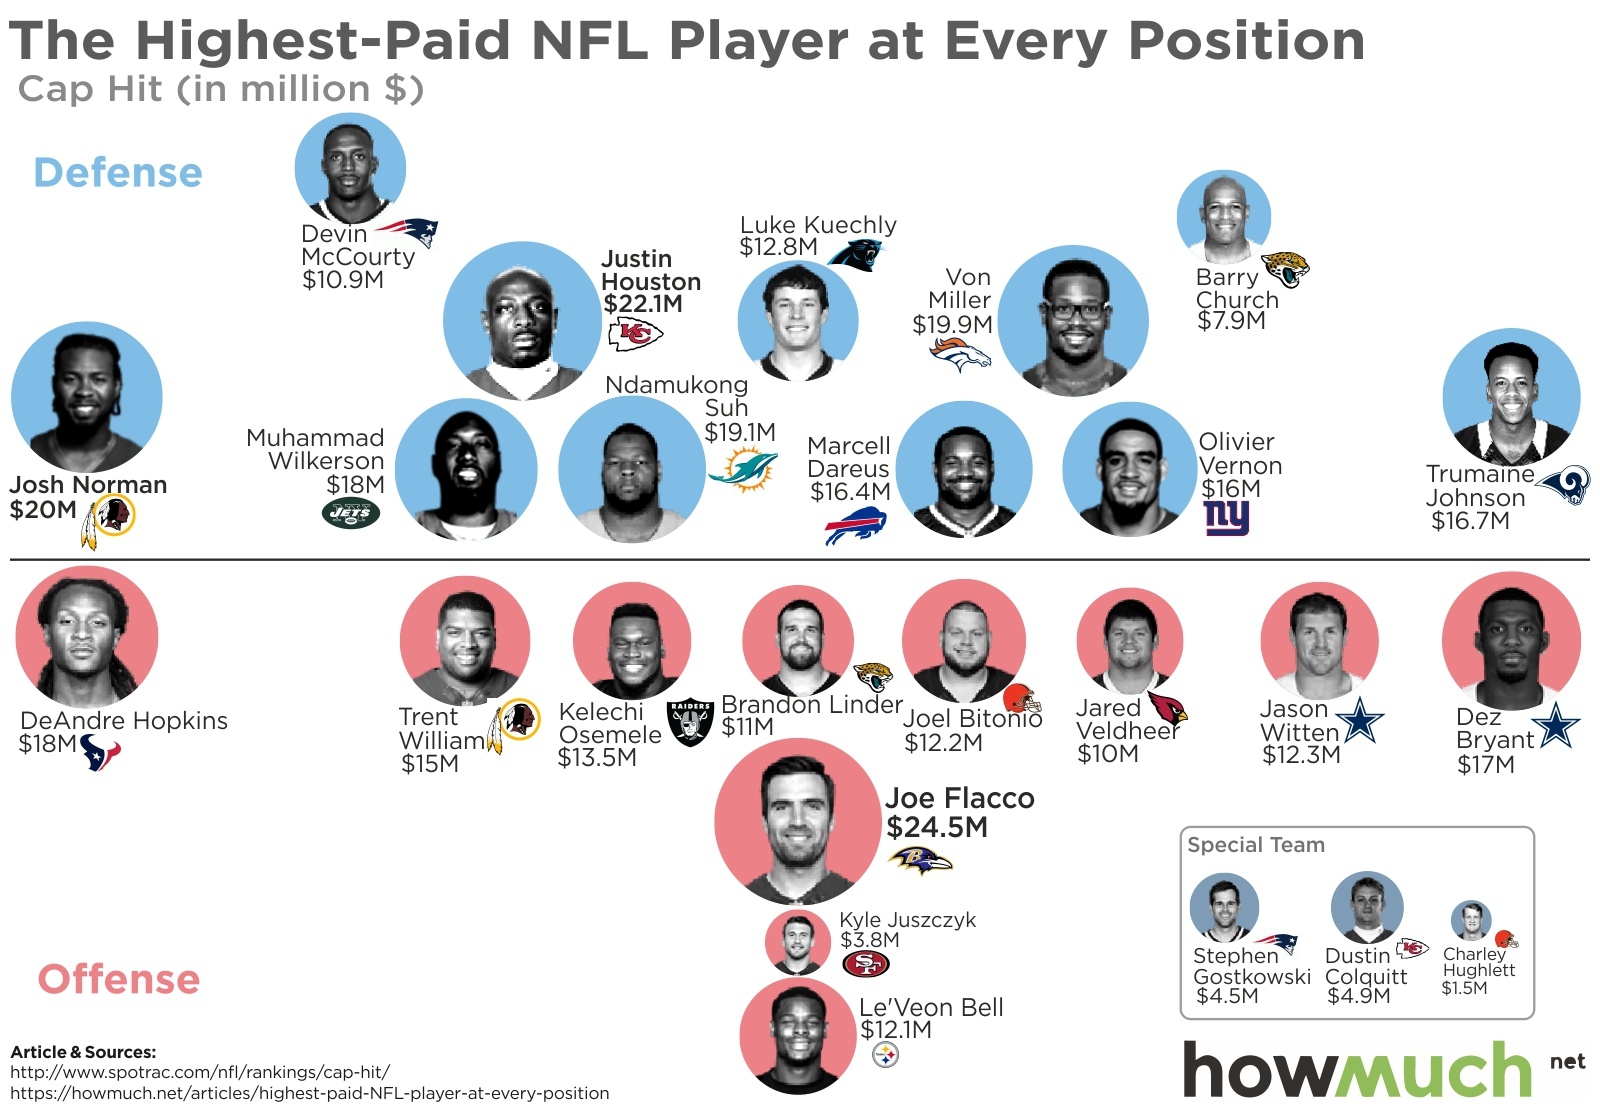 The Highest-Paid NFL Player at Every Position
Cap Hit (in million $)
Defense
Devin
McCourty
$10.9M
Justin
Houston
$22.1M
Luke Kuechly
$12.8M
Von
Miller
$19.9M
Barry
Church
$7.9M
Josh Norman
$20M
Muhammad
Wilkerson
$18M
JETS
Ndamukong
Suh
$19.1M
Marcell
Dareus
$16.4M
Olivier
Vernon
$16M
ny
Trumaine
Johnson
$16.7M
DeAndre Hopkins
$18M
Trent
William
$15M
Kelechi
Osemele
$13.5M
RAIDERS
Brandon Linder
$11M
Joel Bitonio
$12.2M
Jared
Veldheer
$10M
Jason
Witten
$12.3M
Dez
Bryant
$17M
Joe Flacco
$24.5M
B
Kyle Juszczyk
$3.8M
SF
Le'Veon Bell
$12.1M
Offense
Special Team
Stephen
Gostkowski
$4.5M
Dustin
Colquitt
$4.9M
KC
Charley
Hughlett
$1.5M
Article & Sources:
http://www.spotrac.com/nfl/rankings/cap-hit/
https://howmuch.net/articles/highest-paid-NFL-player-at-every-position
howmuch net
KC